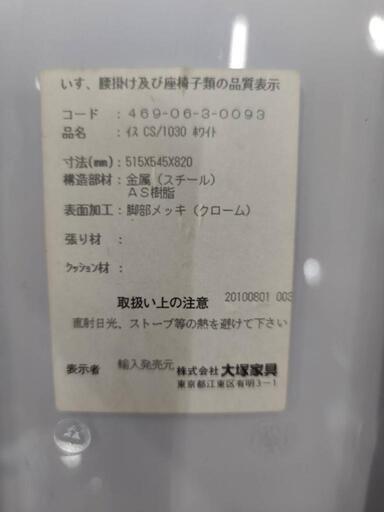 いす、腰掛け及び座椅子類の品質表示
コード : 469-06-3-0093
品名 : イス CS/1030 ホワイト
寸法(mm) : 515X545X820
構造部材 : 金属（スチール）
ＡＳ樹脂
表面加工 : 脚部メッキ（クローム）
:
張り材 :
:
クッション材 :
:
取扱い上の注意 20100801 003
直射日光、ストーブ等の熱を避けて下さい
表示者 輸入発売元 株式会社 大塚家具
東京都江東区有明3-1